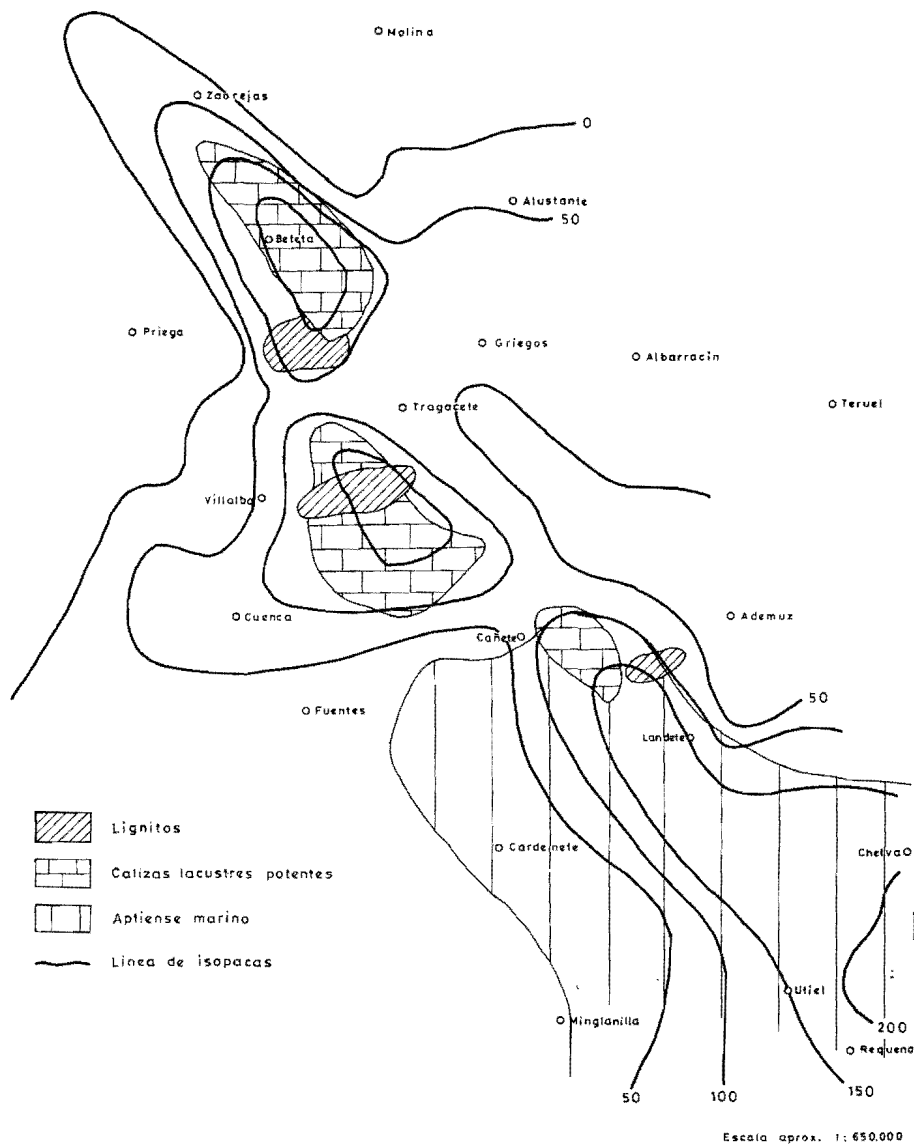 Molina
Zaorejas
0
Alustante
50
Beteta
Priega
Griegos
Albarracín
Teruel
Tragacete
Villalba
Cuenca
Ademuz
Cañete
50
Fuentes
Landete
Lignitos
Cardenete
Chelva
Calizas lacustres potentes
Aptiense marino
Línea de isopacas
Utiel
Minglanilla
200
Requena
50
100
150
Escala aprox. 1:650.000